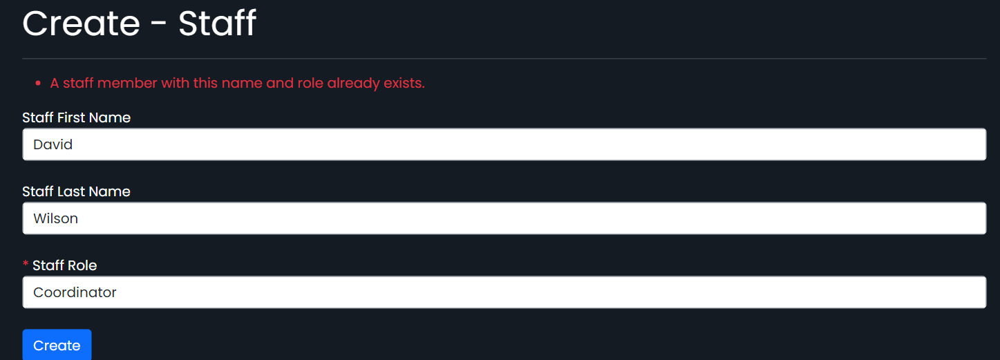 Create - Staff
• A staff member with this name and role already exists.
Staff First Name
David
Staff Last Name
Wilson
* Staff Role
Coordinator
Create